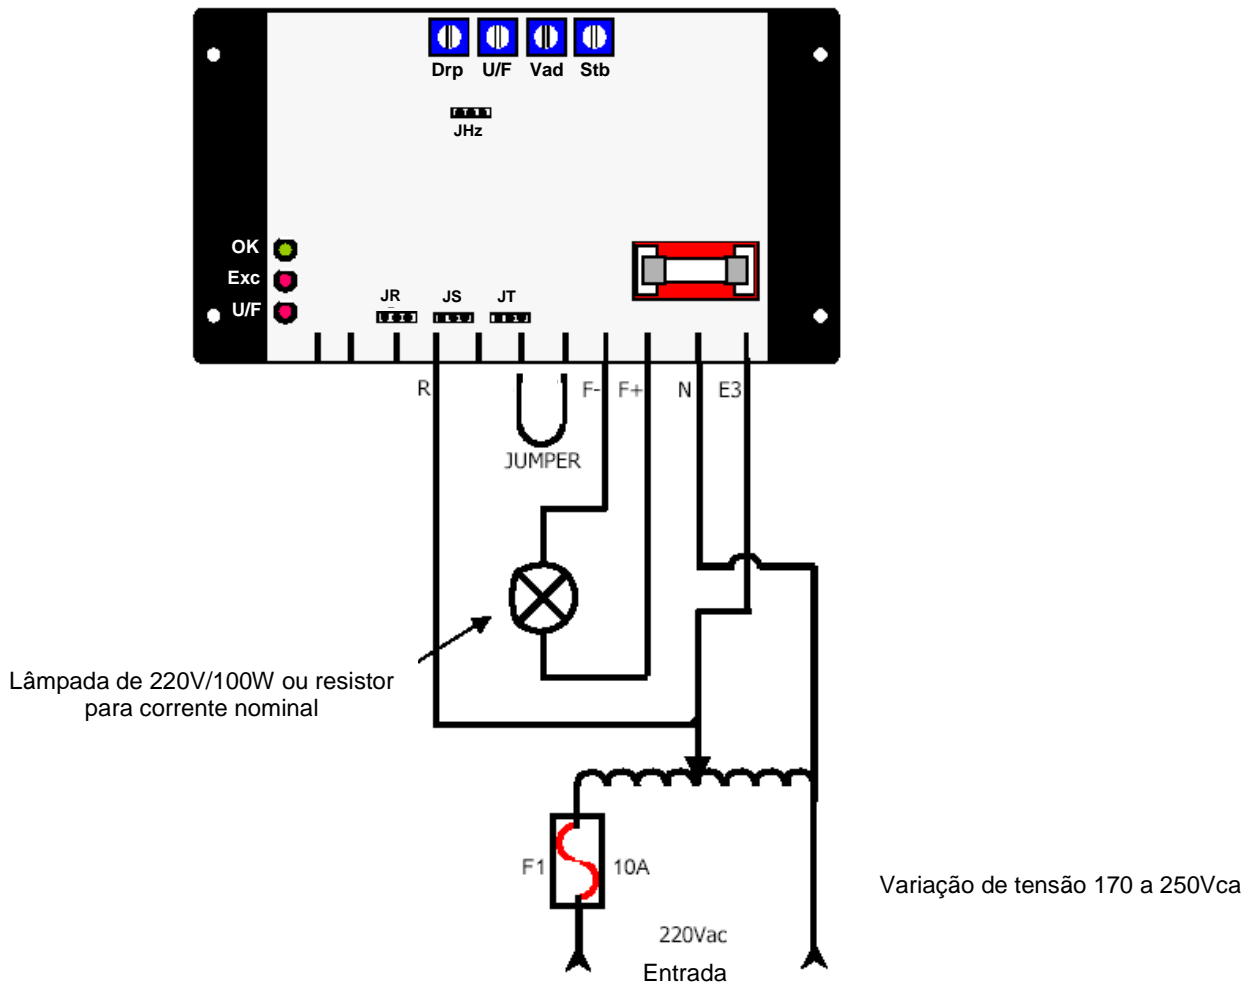 Drp U/F Vad Stb
JHz
OK
Exc
U/F
JR JS JT
R F- F+ N E3
JUMPER
Lâmpada de 220V/100W ou resistor
para corrente nominal
F1 10A
Variação de tensão 170 a 250Vca
220Vac
Entrada